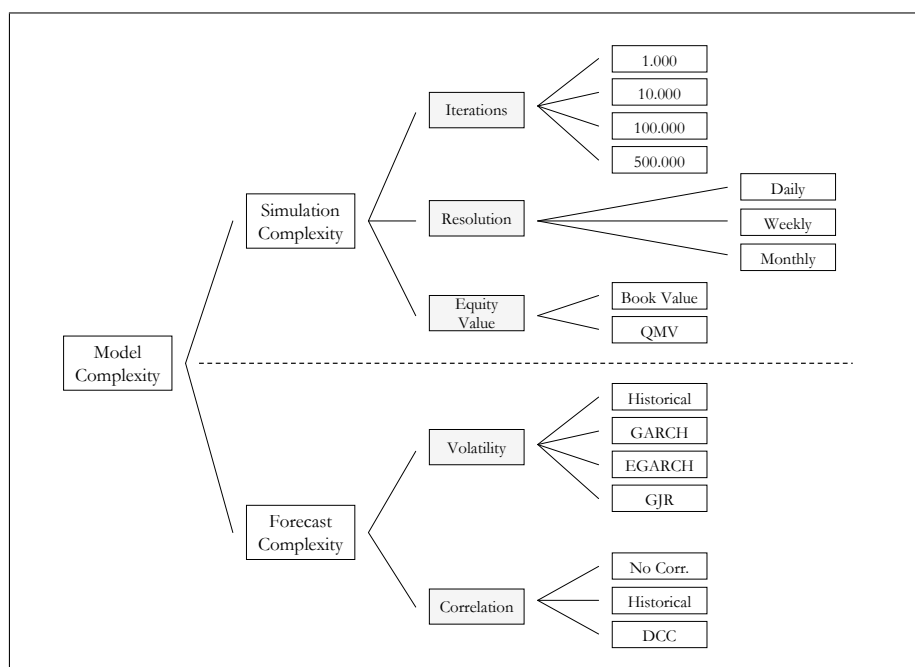 Model
Complexity
Simulation
Complexity
Iterations
1.000
10.000
100.000
500.000
Resolution
Daily
Weekly
Monthly
Equity
Value
Book Value
QMV
Forecast
Complexity
Volatility
Historical
GARCH
EGARCH
GJR
Correlation
No Corr.
Historical
DCC